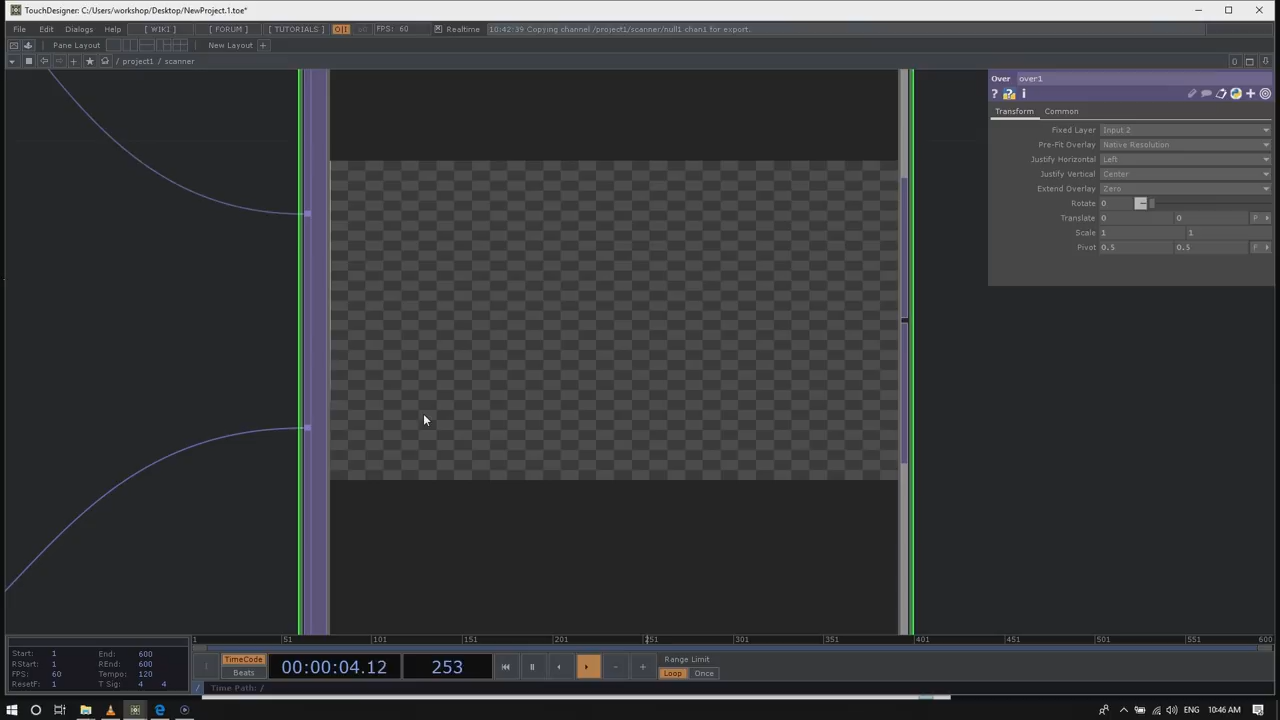 TouchDesigner: C:/Users/workshop/Desktop/NewProject.1.toe*
File Edit Dialogs Help [ WIKI ] [ FORUM ] [ TUTORIALS ] FPS: 60 Realtime 10:42:39 Copying channel /project1/scanner/null1 chan1 for export.
Pane Layout New Layout +
/ project1 / scanner
Over over1
? ? i
Transform Common
Fixed Layer Input 2
Pre-Fit Overlay Native Resolution
Justify Horizontal Left
Justify Vertical Center
Extend Overlay Zero
Rotate 0
Translate 0 0 P
Scale 1 1
Pivot 0.5 0.5
1 51 101 151 201 251 301 351 401 451 501 551 600
Start: 1 End: 600
RStart: 1 REnd: 600
FPS: 60 Tempo: 120
ResetF: 1 T Sig: 4 4
TimeCode
Beats
00:00:04.12 253
Range Limit
Loop Once
/ Time Path: /
10:46 AM